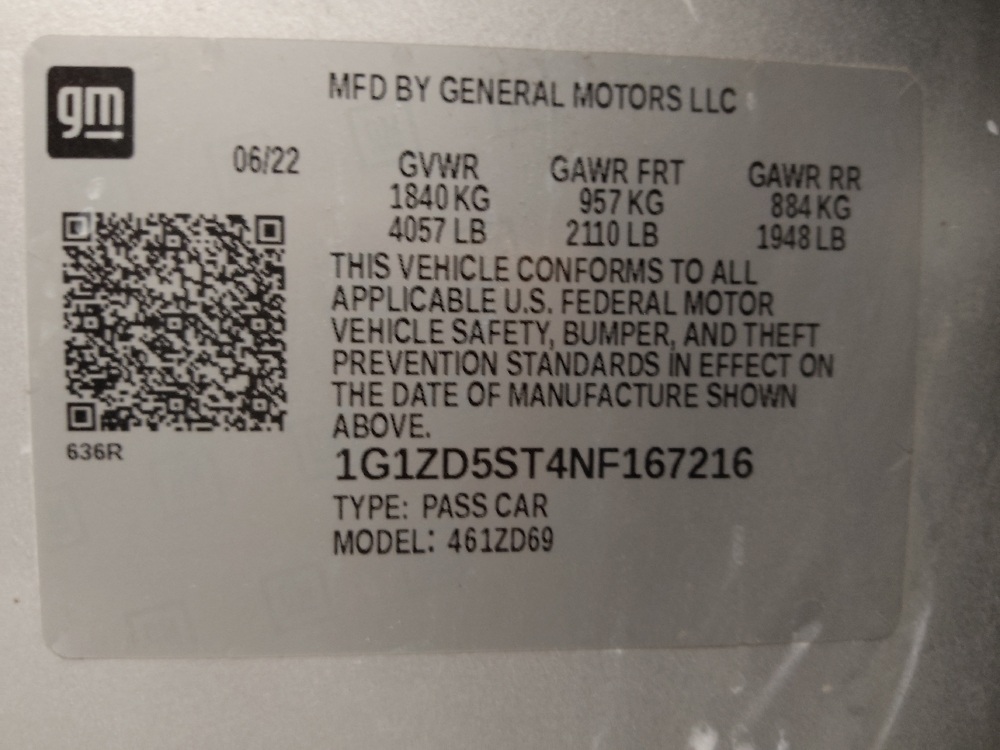 gm
MFD BY GENERAL MOTORS LLC
06/22 GVWR GAWR FRT GAWR RR
1840 KG 957 KG 884 KG
4057 LB 2110 LB 1948 LB
THIS VEHICLE CONFORMS TO ALL
APPLICABLE U.S. FEDERAL MOTOR
VEHICLE SAFETY, BUMPER, AND THEFT
PREVENTION STANDARDS IN EFFECT ON
THE DATE OF MANUFACTURE SHOWN
ABOVE.
636R
1G1ZD5ST4NF167216
TYPE: PASS CAR
MODEL: 461ZD69